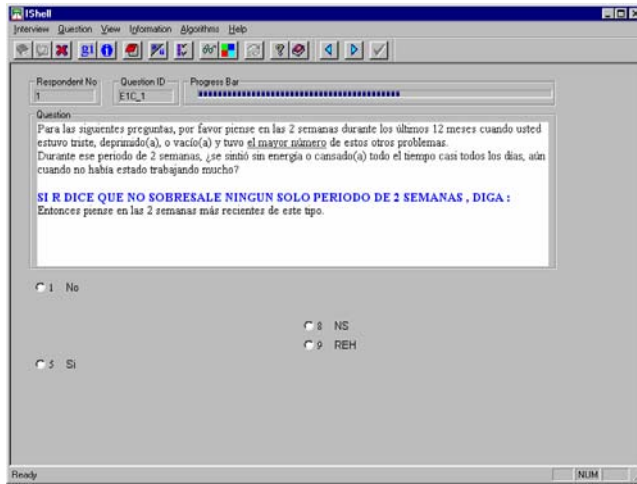 IShell
Interview Question View Information Algorithms Help
g1
Respondent No
Question ID
Progress Bar
1
E1C_1
Question
Para las siguientes preguntas, por favor piense en las 2 semanas durante los últimos 12 meses cuando usted
estuvo triste, deprimido(a), o vacío(a) y tuvo el mayor número de estos otros problemas.
Durante ese periodo de 2 semanas, ¿se sintió sin energía o cansado(a) todo el tiempo casi todos los días, aún
cuando no había estado trabajando mucho?
SI R DICE QUE NO SOBRESALE NINGUN SOLO PERIODO DE 2 SEMANAS , DIGA :
Entonces piense en las 2 semanas más recientes de este tipo.
1 No
8 NS
9 REH
5 Si
Ready
NUM